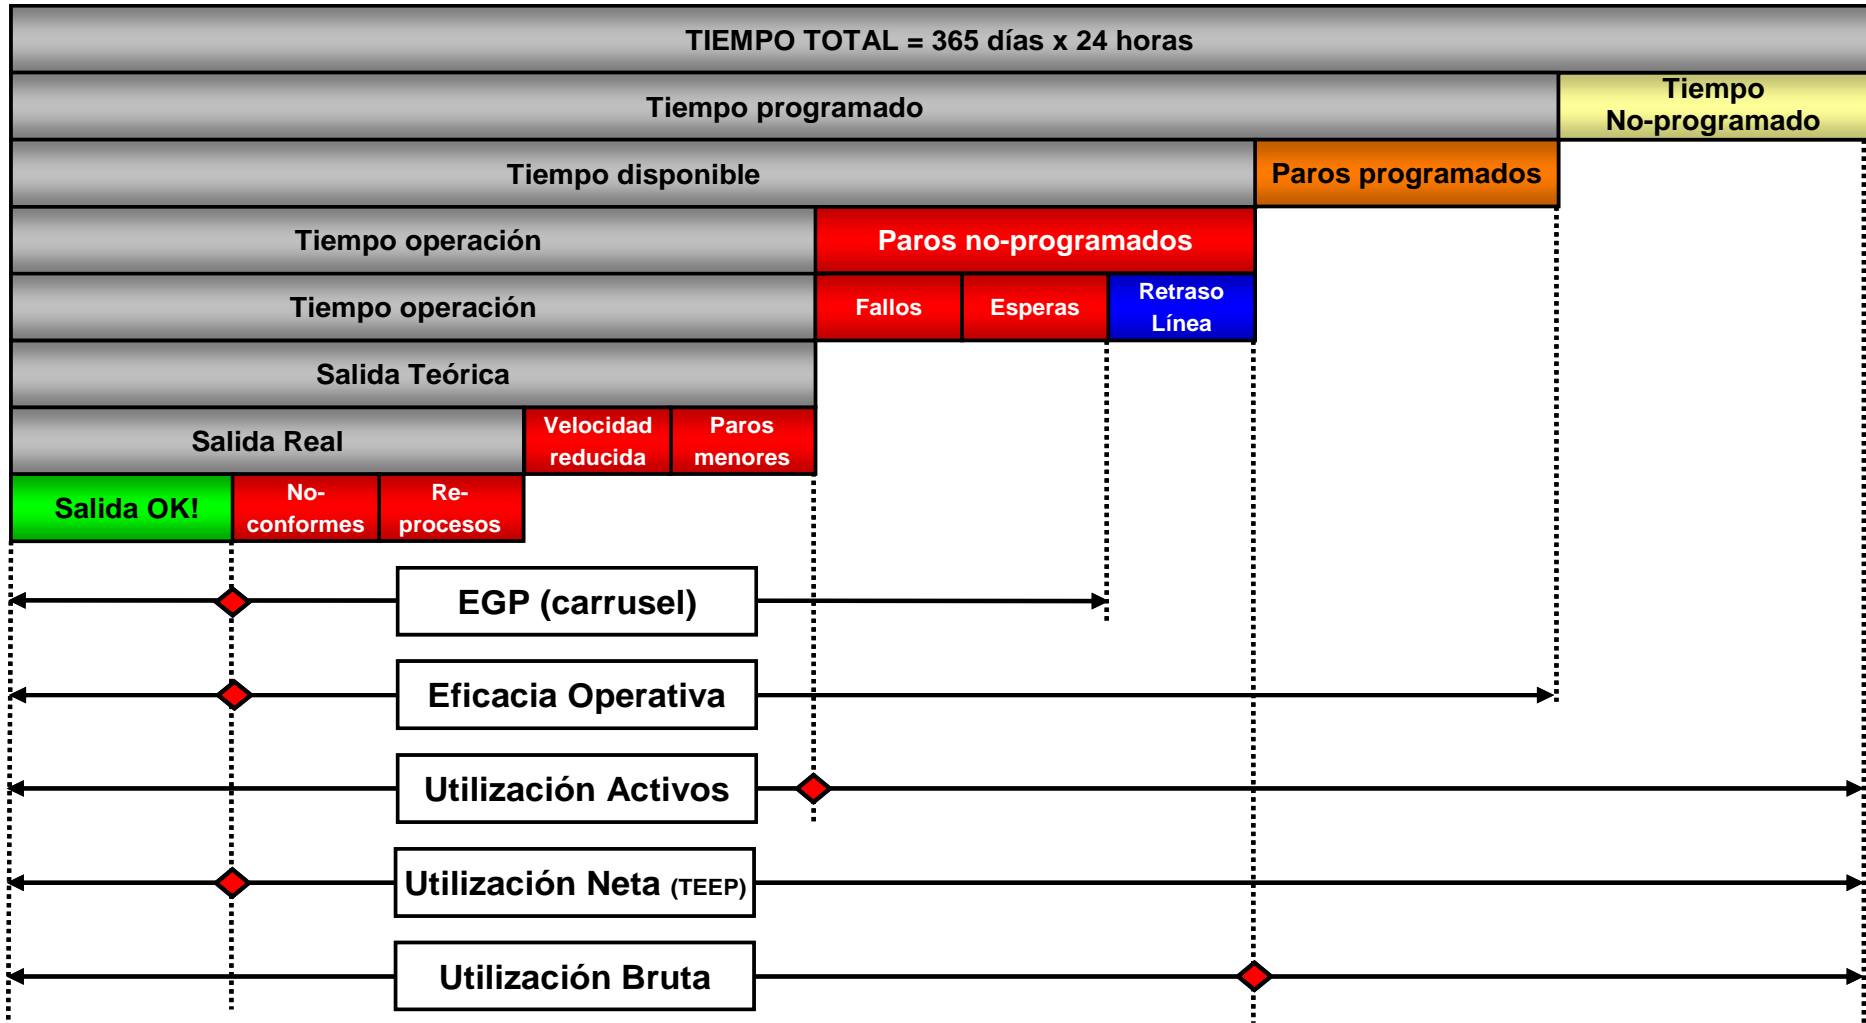 TIEMPO TOTAL = 365 días x 24 horas
Tiempo programado
Tiempo
No-programado
Tiempo disponible
Paros programados
Tiempo operación
Paros no-programados
Tiempo operación
Fallos
Esperas
Retraso
Línea
Salida Teórica
Salida Real
Velocidad
reducida
Paros
menores
Salida OK!
No-
conformes
Re-
procesos
EGP (carrusel)
Eficacia Operativa
Utilización Activos
Utilización Neta (TEEP)
Utilización Bruta